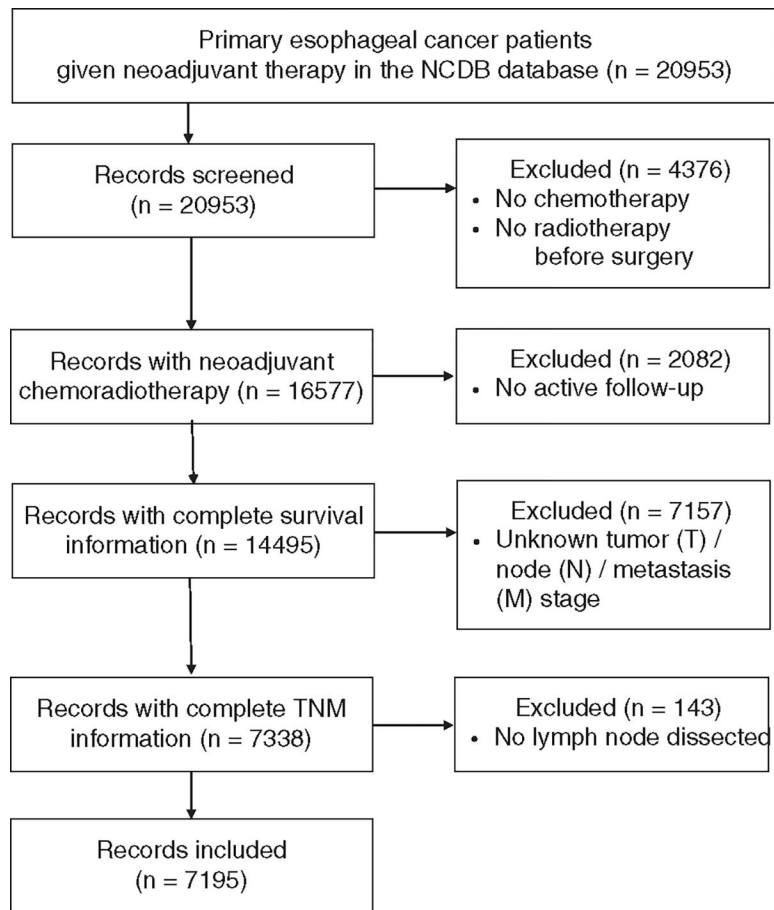 Primary esophageal cancer patients
given neoadjuvant therapy in the NCDB database (n = 20953)
Records screened
(n = 20953)
Excluded (n = 4376)
• No chemotherapy
• No radiotherapy
before surgery
Records with neoadjuvant
chemoradiotherapy (n = 16577)
Excluded (n = 2082)
• No active follow-up
Records with complete survival
information (n = 14495)
Excluded (n = 7157)
• Unknown tumor (T) /
node (N) / metastasis
(M) stage
Records with complete TNM
information (n = 7338)
Excluded (n = 143)
• No lymph node dissected
Records included
(n = 7195)